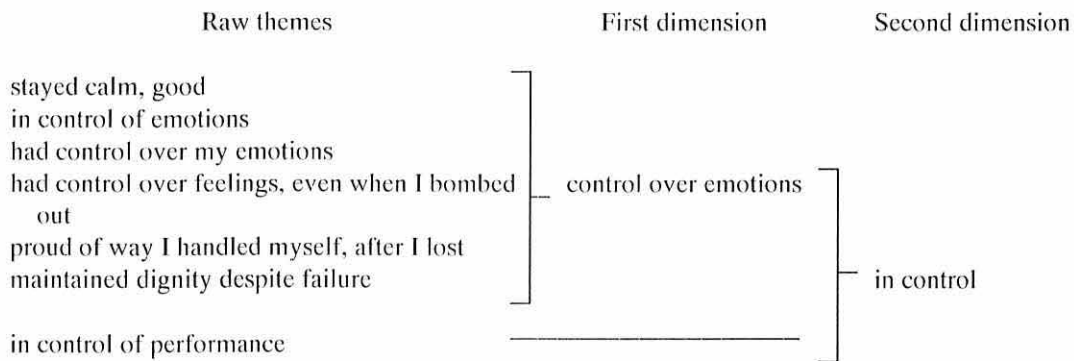 Raw themes First dimension Second dimension
stayed calm, good
in control of emotions
had control over my emotions
had control over feelings, even when I bombed
out
control over emotions
proud of way I handled myself, after I lost
maintained dignity despite failure
in control
in control of performance